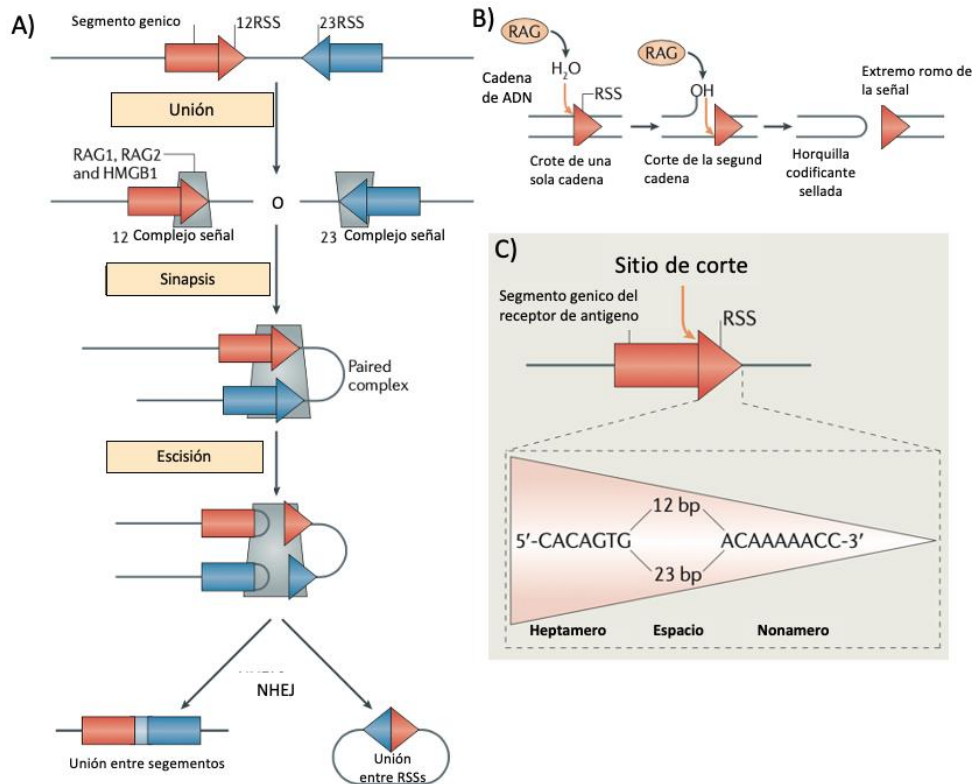 A)
Segmento genico
12RSS
23RSS
Unión
RAG1, RAG2
and HMGB1
O
12 Complejo señal
23 Complejo señal
Sinapsis
Paired
complex
Escisión
NHEJ
Unión entre segementos
Unión
entre RSSs
B)
RAG
H₂O
Cadena
de ADN
RSS
Crote de una
sola cadena
RAG
OH
Corte de la segund
cadena
Horquilla
codificante
sellada
Extremo romo de
la señal
C)
Sitio de corte
Segmento genico del
receptor de antigeno
RSS
12 bp
5′-CACAGTG
ACAAAAACC-3′
23 bp
Heptamero Espacio Nonamero